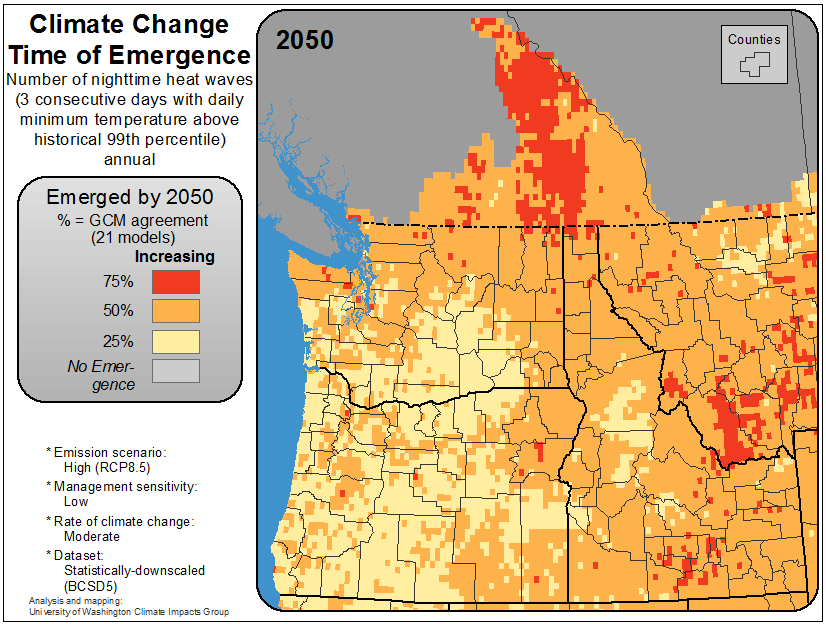 Climate Change
Time of Emergence
Number of nighttime heat waves
(3 consecutive days with daily
minimum temperature above
historical 99th percentile)
annual
Emerged by 2050
% = GCM agreement
(21 models)
Increasing
75%
50%
25%
No Emer-
gence
* Emission scenario:
High (RCP8.5)
* Management sensitivity:
Low
* Rate of climate change:
Moderate
* Dataset:
Statistically-downscaled
(BCSD5)
Analysis and mapping:
University of Washington Climate Impacts Group
2050
Counties